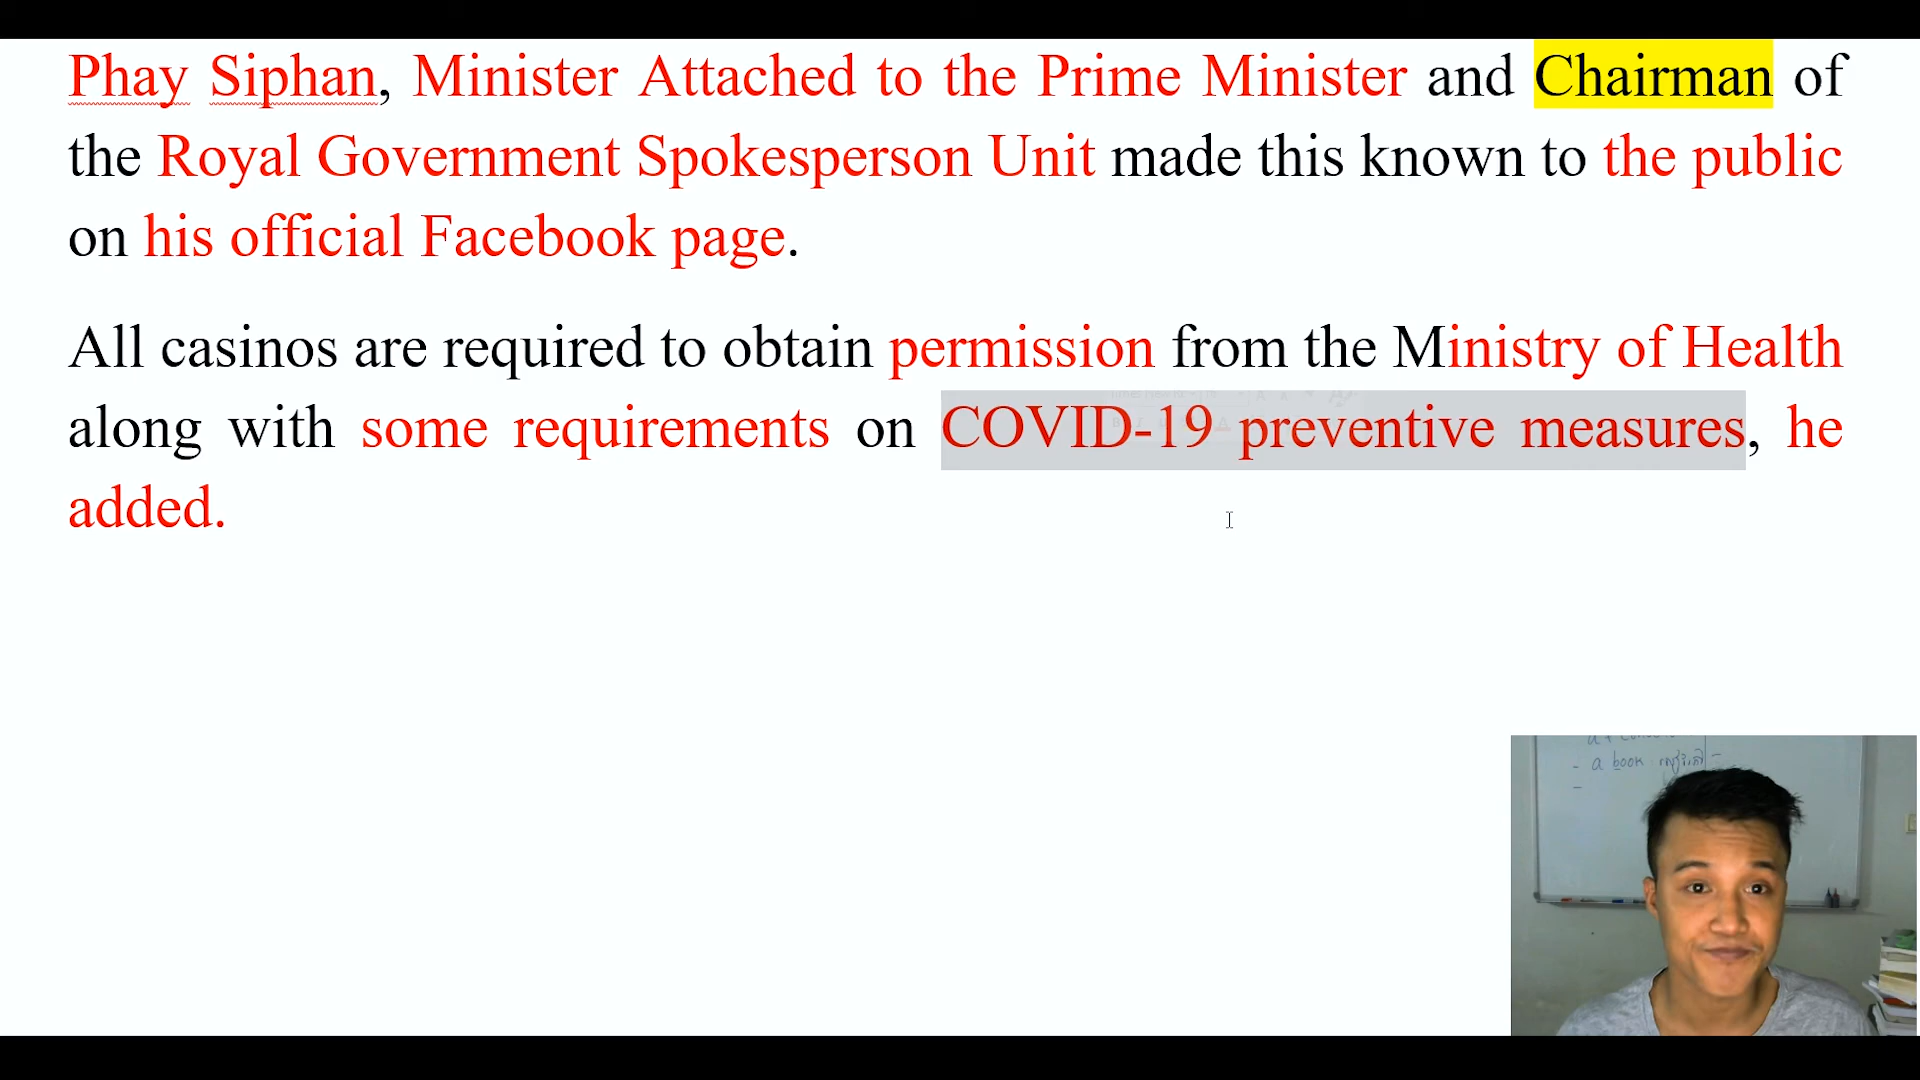 Phay Siphan, Minister Attached to the Prime Minister and Chairman of
the Royal Government Spokesperson Unit made this known to the public
on his official Facebook page.
All casinos are required to obtain permission from the Ministry of Health
along with some requirements on COVID-19 preventive measures, he
added.
- a book